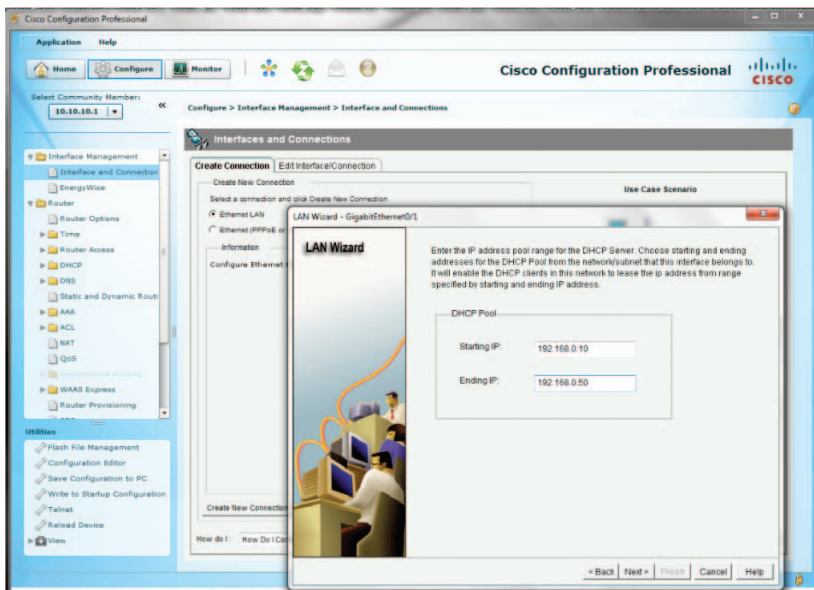 Cisco Configuration Professional
Application Help
Home Configure Monitor
Cisco Configuration Professional
CISCO
Select Community Member:
10.10.10.1
«
Configure > Interface Management > Interface and Connections
Interfaces and Connections
Interface Management
Interface and Connection
EnergyWise
Router
Router Options
Time
Router Access
DHCP
DNS
Static and Dynamic Routi
AAA
ACL
NAT
QoS
Performance Routing
WAAS Express
Router Provisioning
Utilities
Flash File Management
Configuration Editor
Save Configuration to PC
Write to Startup Configuration
Telnet
Reload Device
View
Create Connection Edit Interface/Connection
Create New Connection
Select a connection and click Create New Connection
Use Case Scenario
Ethernet LAN
Ethernet (PPPoE or
Information
Configure Ethernet
Create New Connection
How do I: How Do I Con
LAN Wizard - GigabitEthernet0/1
LAN Wizard
Enter the IP address pool range for the DHCP Server. Choose starting and ending
addresses for the DHCP Pool from the network/subnet that this interface belongs to.
It will enable the DHCP clients in this network to lease the ip address from range
specified by starting and ending IP address.
DHCP Pool
Starting IP: 192.168.0.10
Ending IP: 192.168.0.50
< Back Next > Finish Cancel Help